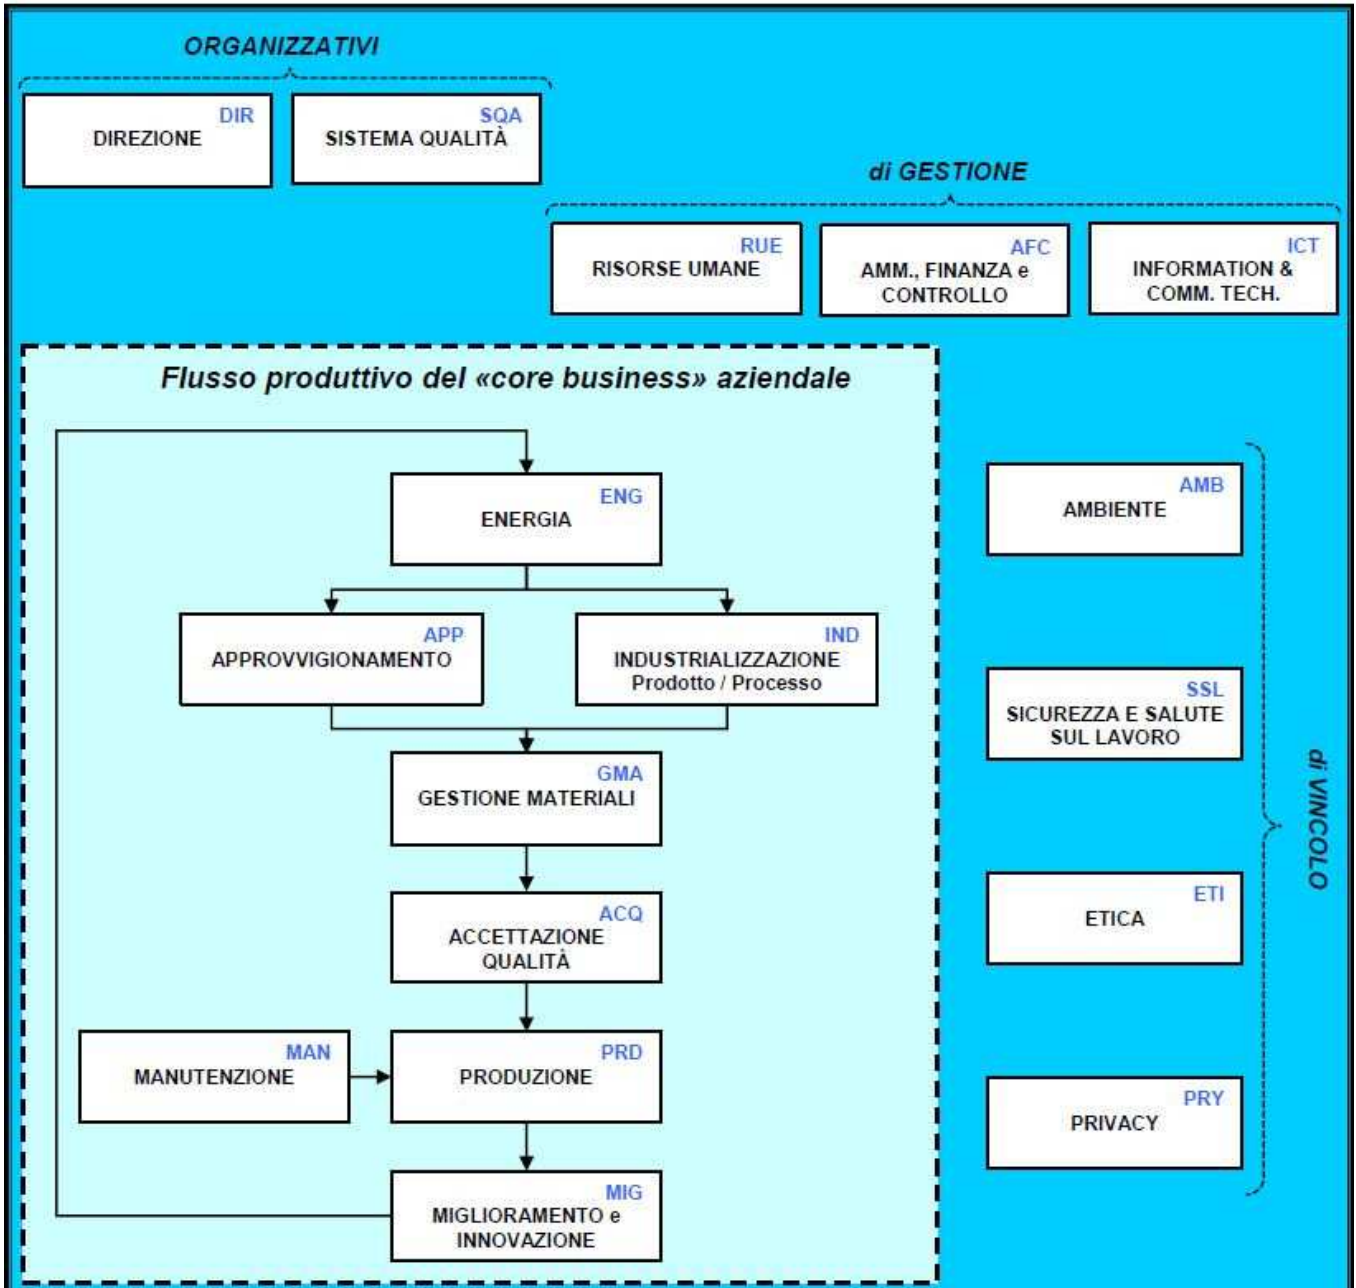 ORGANIZZATIVI
DIR
DIREZIONE
SQA
SISTEMA QUALITÀ
di GESTIONE
RUE
RISORSE UMANE
AFC
AMM., FINANZA e
CONTROLLO
ICT
INFORMATION &
COMM. TECH.
Flusso produttivo del «core business» aziendale
ENG
ENERGIA
APP
APPROVVIGIONAMENTO
IND
INDUSTRIALIZZAZIONE
Prodotto / Processo
GMA
GESTIONE MATERIALI
ACQ
ACCETTAZIONE
QUALITÀ
MAN
MANUTENZIONE
PRD
PRODUZIONE
MIG
MIGLIORAMENTO e
INNOVAZIONE
AMB
AMBIENTE
SSL
SICUREZZA E SALUTE
SUL LAVORO
ETI
ETICA
PRY
PRIVACY
di VINCOLO